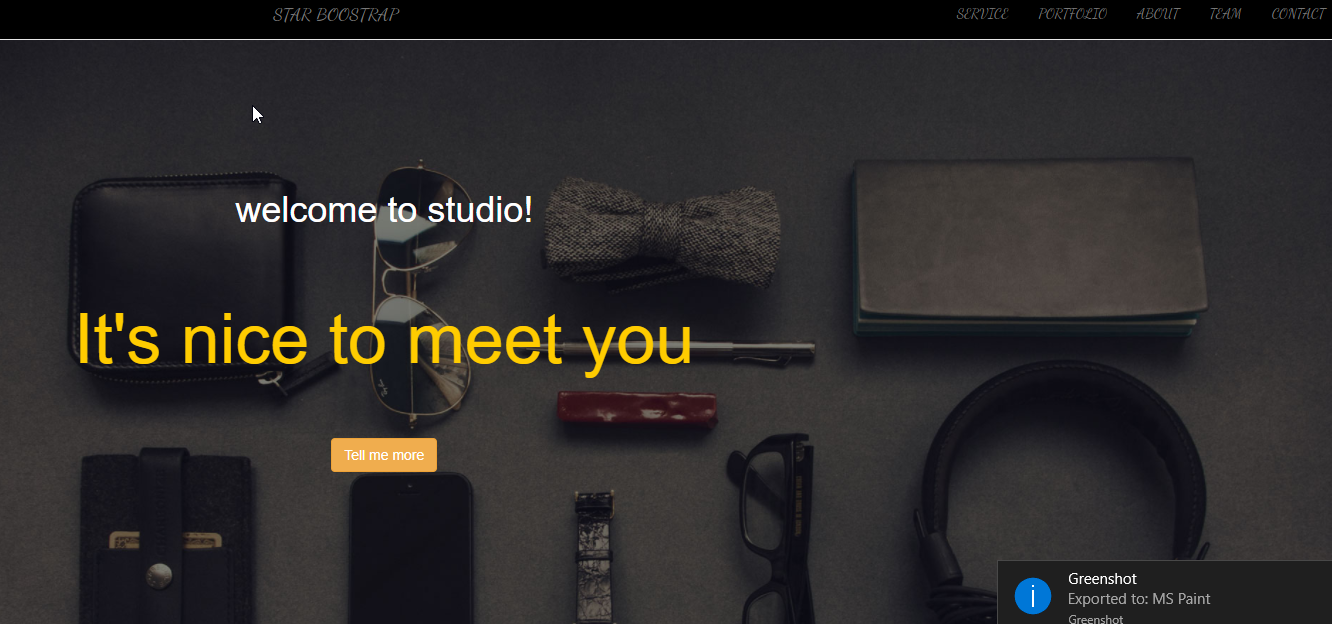 STAR BOOSTRAP
SERVICE PORTFOLIO ABOUT TEAM CONTACT
welcome to studio!
It's nice to meet you
Tell me more
Greenshot
Exported to: MS Paint
Greenshot